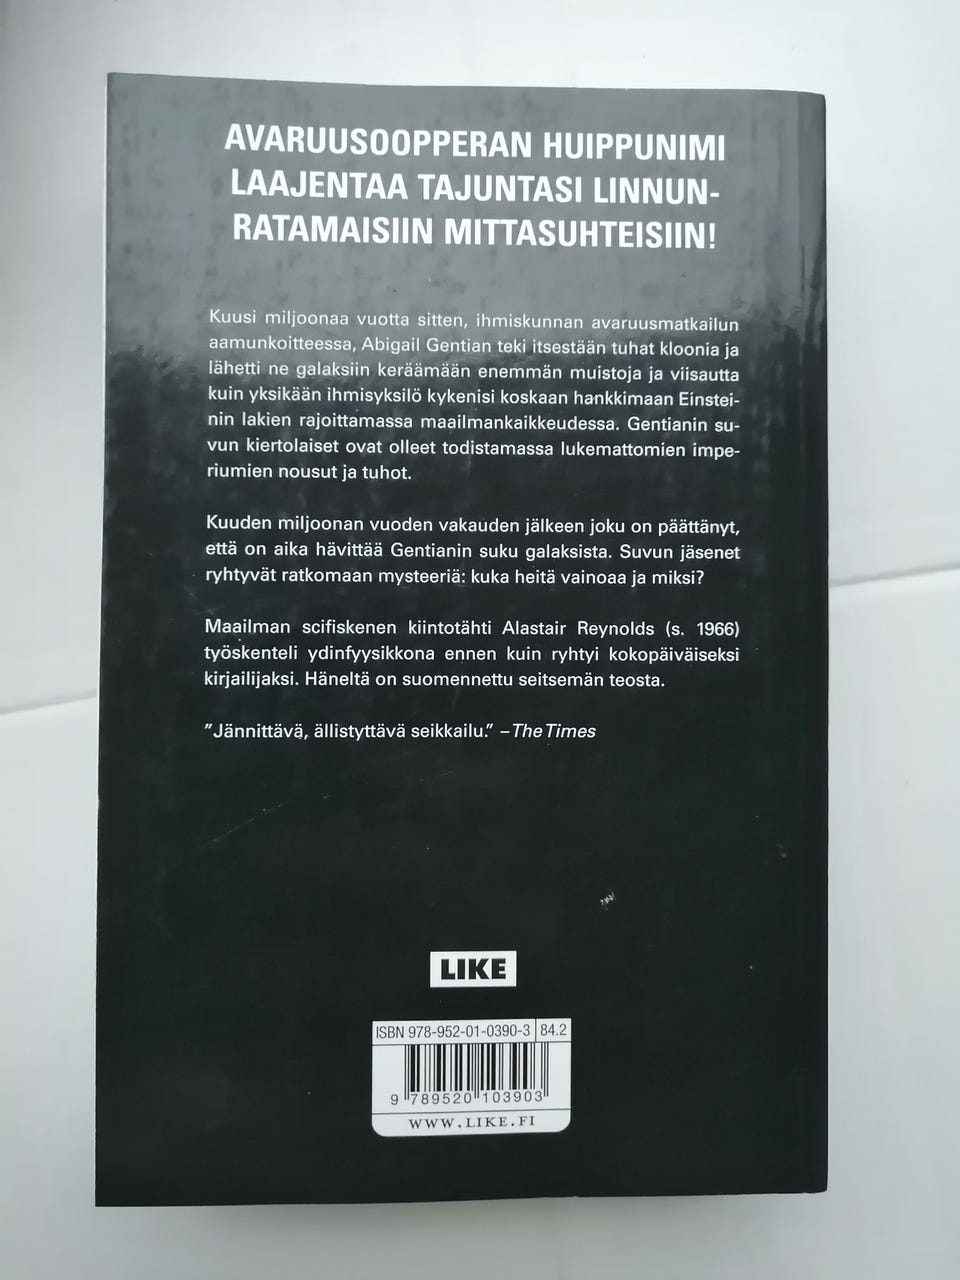 AVARUUSOOPPERAN HUIPPUNIMI
LAAJENTAA TAJUNTASI LINNUN-
RATAMAISIIN MITTASUHTEISIIN!
Kuusi miljoonaa vuotta sitten, ihmiskunnan avaruusmatkailun
aamunkoitteessa, Abigail Gentian teki itsestään tuhat kloonia ja
lähetti ne galaksiin keräämään enemmän muistoja ja viisautta
kuin yksikään ihmisyksilö kykenisi koskaan hankkimaan Einstei-
nin lakien rajoittamassa maailmankaikkeudessa. Gentianin su-
vun kiertolaiset ovat olleet todistamassa lukemattomien impe-
riumien nousut ja tuhot.
Kuuden miljoonan vuoden vakauden jälkeen joku on päättänyt,
että on aika hävittää Gentianin suku galaksista. Suvun jäsenet
ryhtyvät ratkomaan mysteeriä: kuka heitä vainoaa ja miksi?
Maailman scifiskenen kiintotähti Alastair Reynolds (s. 1966)
työskenteli ydinfyysikkona ennen kuin ryhtyi kokopäiväiseksi
kirjailijaksi. Häneltä on suomennettu seitsemän teosta.
"Jännittävä, ällistyttävä seikkailu." – The Times
LIKE
ISBN 978-952-01-0390-3 84.2
9 789520 103903
WWW.LIKE.FI